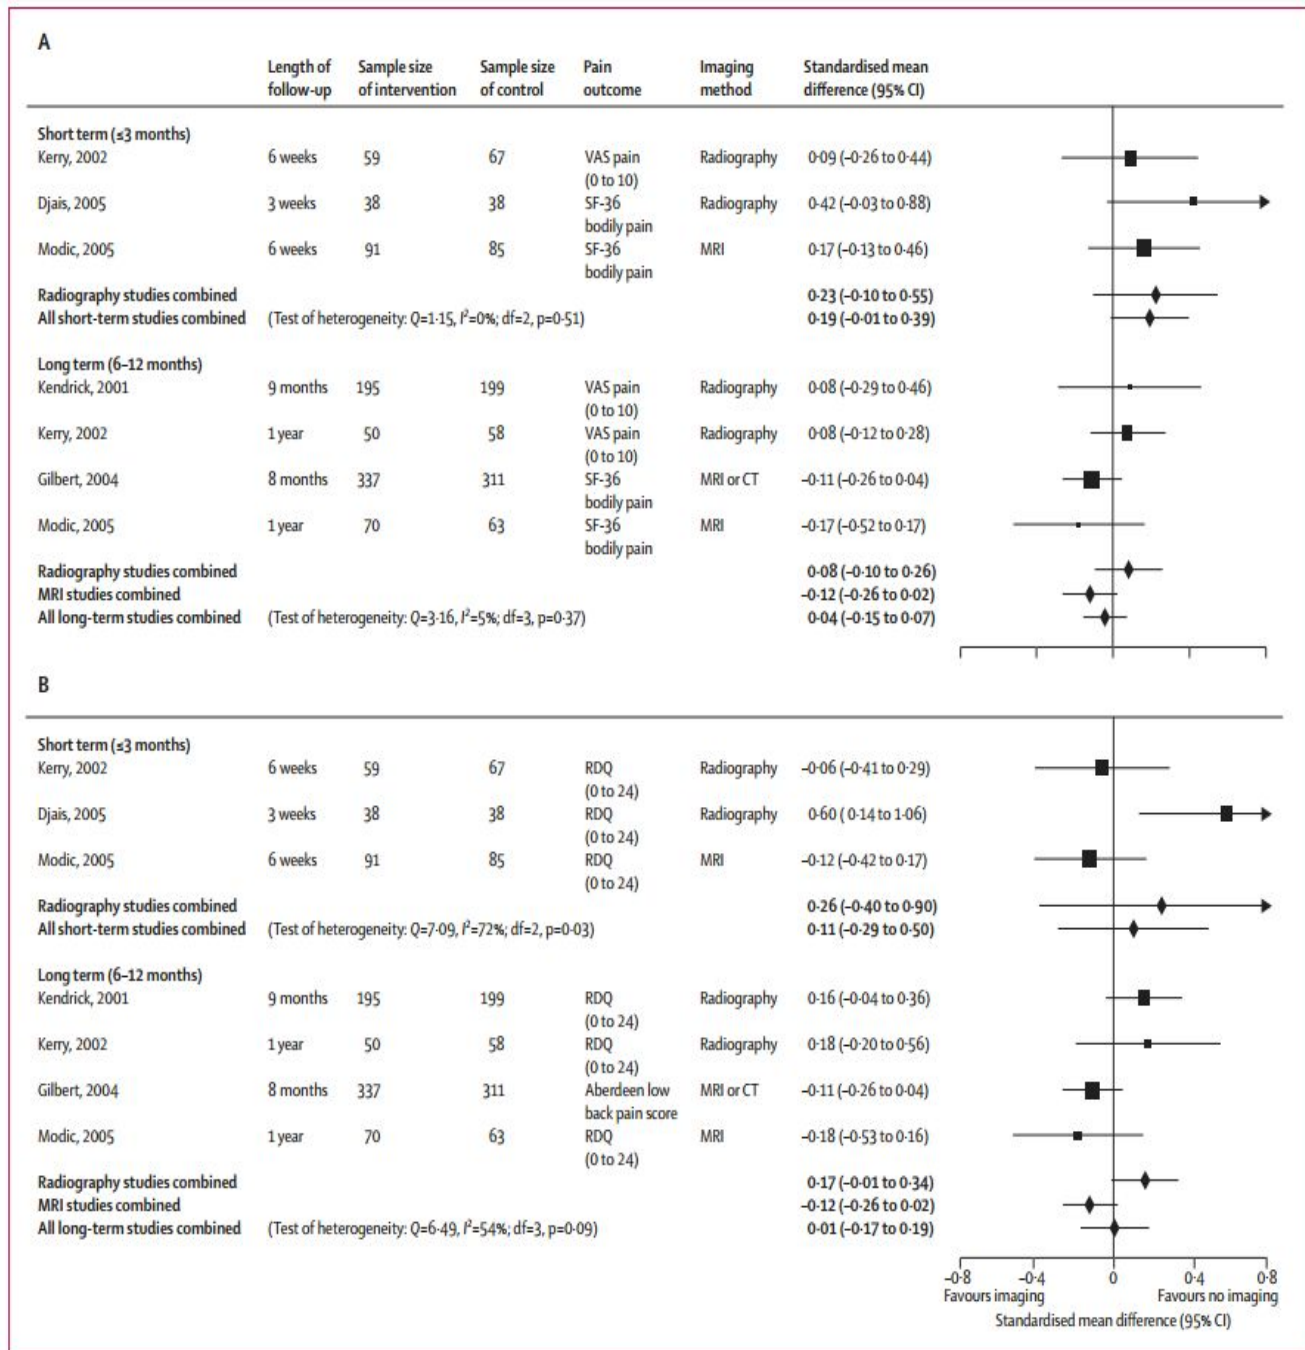 A
Length of follow-up Sample size of intervention Sample size of control Pain outcome Imaging method Standardised mean difference (95% CI)
Short term (≤3 months)
Kerry, 2002 6 weeks 59 67 VAS pain (0 to 10) Radiography 0·09 (–0·26 to 0·44)
Djais, 2005 3 weeks 38 38 SF-36 bodily pain Radiography 0·42 (–0·03 to 0·88)
Modic, 2005 6 weeks 91 85 SF-36 bodily pain MRI 0·17 (–0·13 to 0·46)
Radiography studies combined 0·23 (–0·10 to 0·55)
All short-term studies combined (Test of heterogeneity: Q=1·15, I²=0%; df=2, p=0·51) 0·19 (–0·01 to 0·39)
Long term (6–12 months)
Kendrick, 2001 9 months 195 199 VAS pain (0 to 10) Radiography 0·08 (–0·29 to 0·46)
Kerry, 2002 1 year 50 58 VAS pain (0 to 10) Radiography 0·08 (–0·12 to 0·28)
Gilbert, 2004 8 months 337 311 SF-36 bodily pain MRI or CT –0·11 (–0·26 to 0·04)
Modic, 2005 1 year 70 63 SF-36 bodily pain MRI –0·17 (–0·52 to 0·17)
Radiography studies combined 0·08 (–0·10 to 0·26)
MRI studies combined –0·12 (–0·26 to 0·02)
All long-term studies combined (Test of heterogeneity: Q=3·16, I²=5%; df=3, p=0·37) 0·04 (–0·15 to 0·07)
B
Short term (≤3 months)
Kerry, 2002 6 weeks 59 67 RDQ (0 to 24) Radiography –0·06 (–0·41 to 0·29)
Djais, 2005 3 weeks 38 38 RDQ (0 to 24) Radiography 0·60 ( 0·14 to 1·06)
Modic, 2005 6 weeks 91 85 RDQ (0 to 24) MRI –0·12 (–0·42 to 0·17)
Radiography studies combined 0·26 (–0·40 to 0·90)
All short-term studies combined (Test of heterogeneity: Q=7·09, I²=72%; df=2, p=0·03) 0·11 (–0·29 to 0·50)
Long term (6–12 months)
Kendrick, 2001 9 months 195 199 RDQ (0 to 24) Radiography 0·16 (–0·04 to 0·36)
Kerry, 2002 1 year 50 58 RDQ (0 to 24) Radiography 0·18 (–0·20 to 0·56)
Gilbert, 2004 8 months 337 311 Aberdeen low back pain score MRI or CT –0·11 (–0·26 to 0·04)
Modic, 2005 1 year 70 63 RDQ (0 to 24) MRI –0·18 (–0·53 to 0·16)
Radiography studies combined 0·17 (–0·01 to 0·34)
MRI studies combined –0·12 (–0·26 to 0·02)
All long-term studies combined (Test of heterogeneity: Q=6·49, I²=54%; df=3, p=0·09) 0·01 (–0·17 to 0·19)
–0·8 –0·4 0 0·4 0·8
Favours imaging Favours no imaging
Standardised mean difference (95% CI)